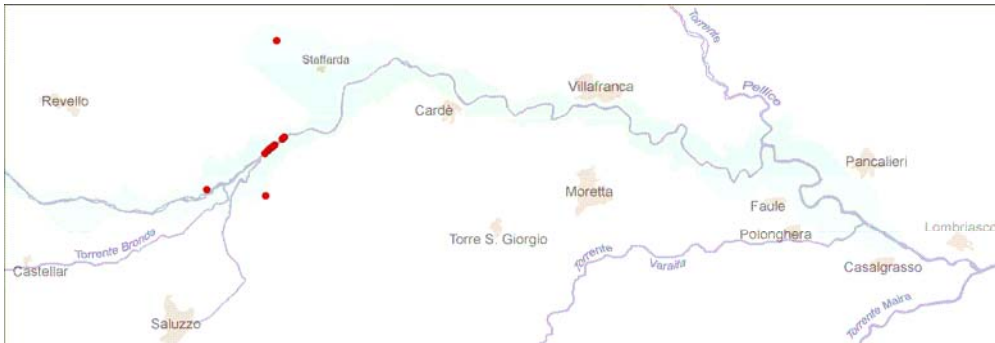 Torrente
Staffarda
Pellice
Villafranca
Revello
Cardè
Pancalieri
Moretta
Faule
Lombriasco
Polonghera
Torre S. Giorgio
Torrente Bronda
Torrente
Varaita
Castellar
Casalgrasso
Torrente Maira
Saluzzo